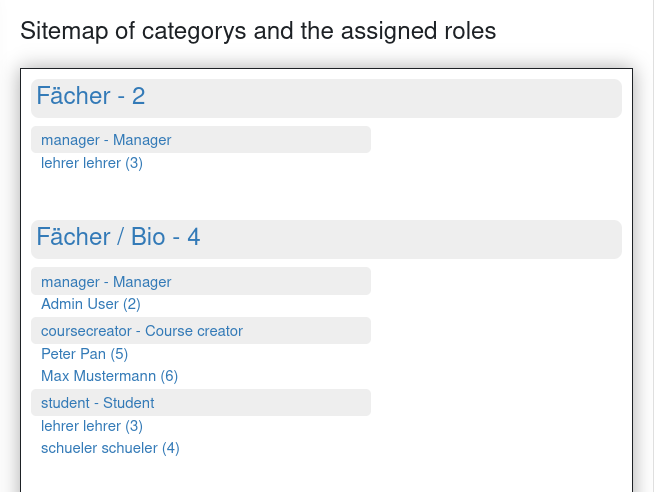 Sitemap of categorys and the assigned roles
Fächer - 2
manager - Manager
lehrer lehrer (3)
Fächer / Bio - 4
manager - Manager
Admin User (2)
coursecreator - Course creator
Peter Pan (5)
Max Mustermann (6)
student - Student
lehrer lehrer (3)
schueler schueler (4)